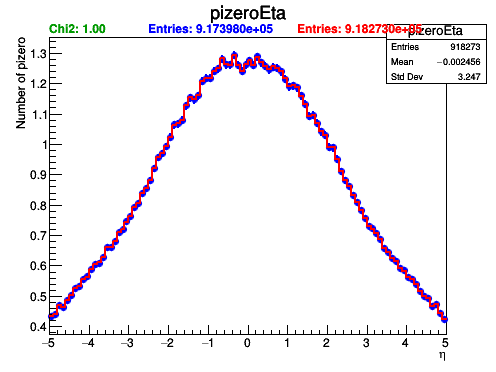 pizeroEta
Chi2: 1.00 Entries: 9.173980e+05 Entries: 9.182730e+05
pizeroEta
Entries 918273
Mean −0.002456
Std Dev 3.247
Number of pizero
1.3
1.2
1.1
1
0.9
0.8
0.7
0.6
0.5
0.4
−5 −4 −3 −2 −1 0 1 2 3 4 5
η